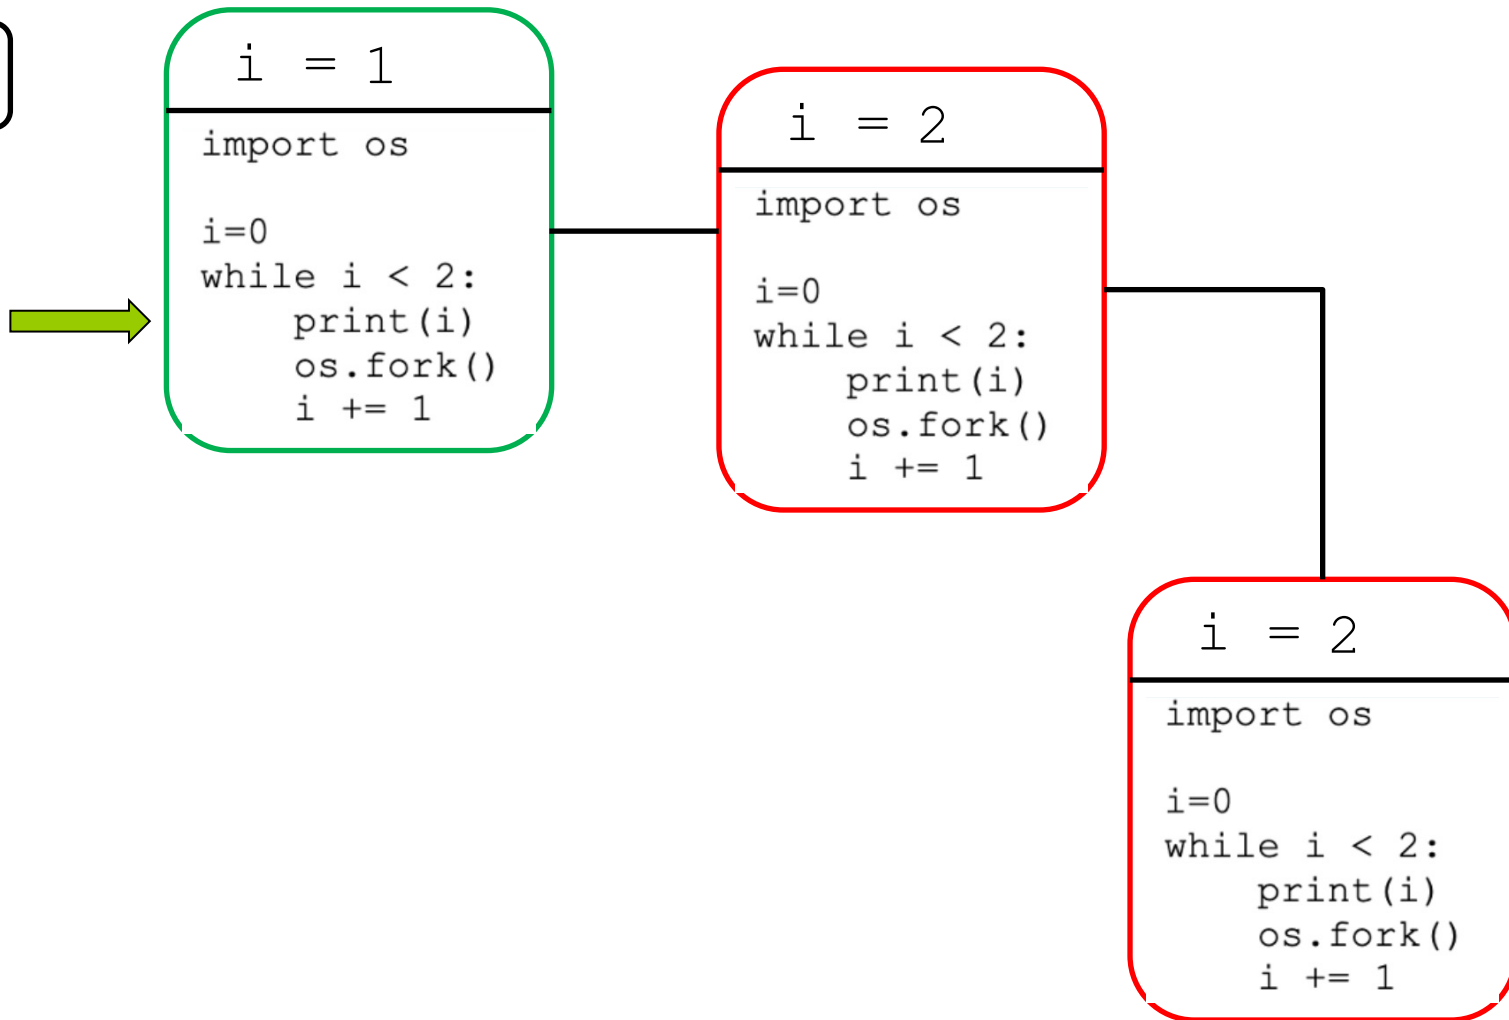 i = 1
import os
i=0
while i < 2:
print(i)
os.fork()
i += 1
i = 2
import os
i=0
while i < 2:
print(i)
os.fork()
i += 1
i = 2
import os
i=0
while i < 2:
print(i)
os.fork()
i += 1